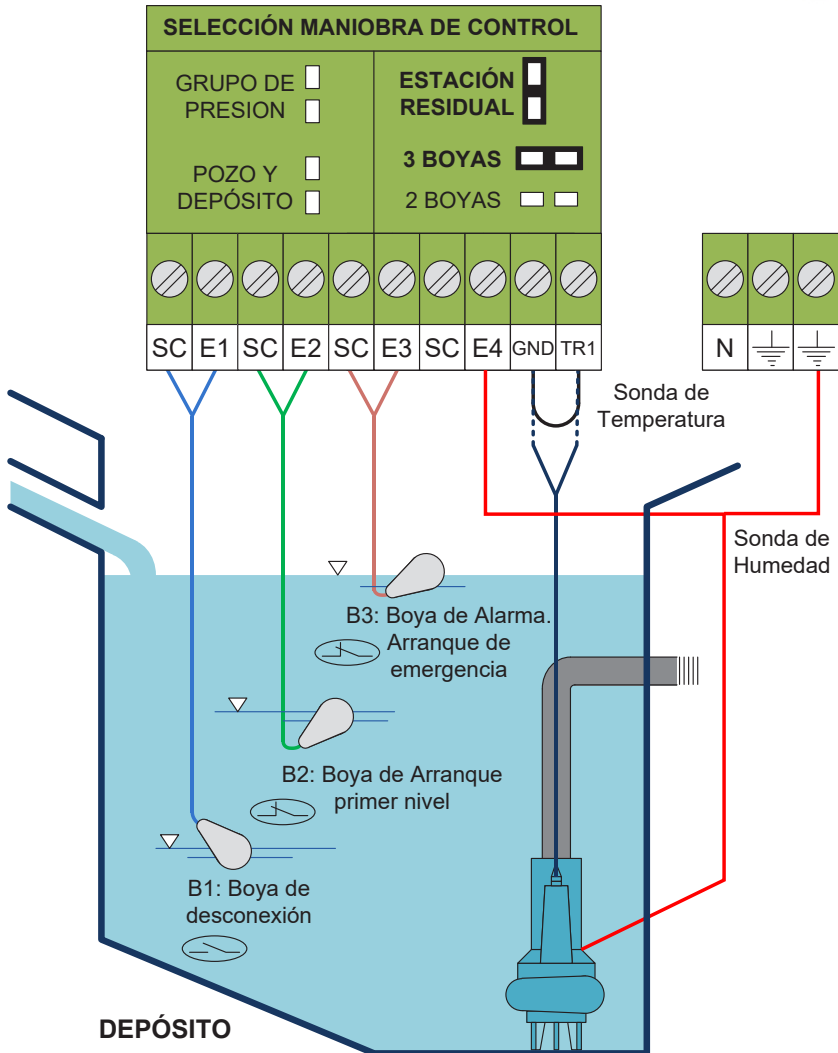 SELECCIÓN MANIOBRA DE CONTROL
GRUPO DE
PRESION
POZO Y
DEPÓSITO
ESTACIÓN
RESIDUAL
3 BOYAS
2 BOYAS
SC E1 SC E2 SC E3 SC E4 GND TR1
N
Sonda de
Temperatura
Sonda de
Humedad
B3: Boya de Alarma.
Arranque de
emergencia
B2: Boya de Arranque
primer nivel
B1: Boya de
desconexión
DEPÓSITO